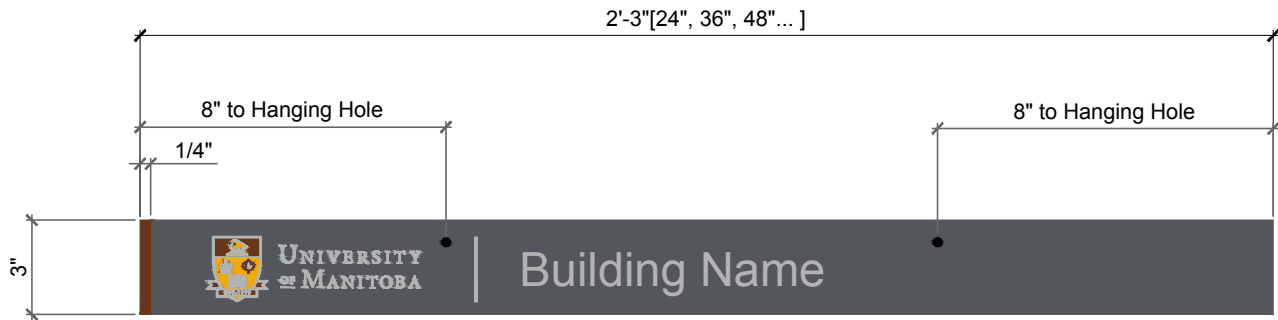 2'-3"[24", 36", 48"... ]
8" to Hanging Hole
8" to Hanging Hole
1/4"
3"
UNIVERSITY
OF MANITOBA
Building Name